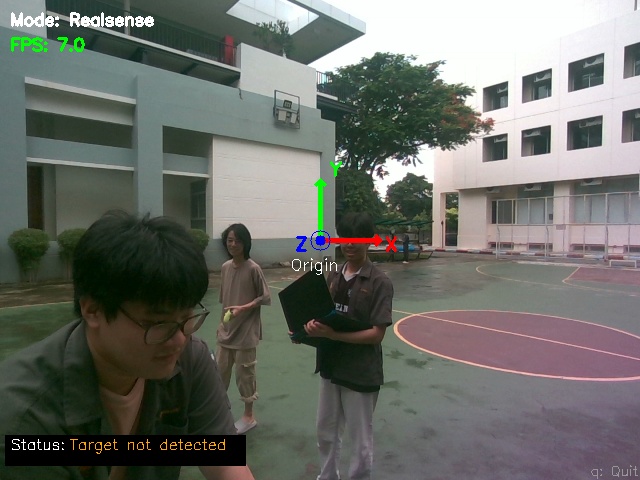 Mode: Realsense
FPS: 7.0
Y
Z
X
Origin
Status: Target not detected
q: Quit